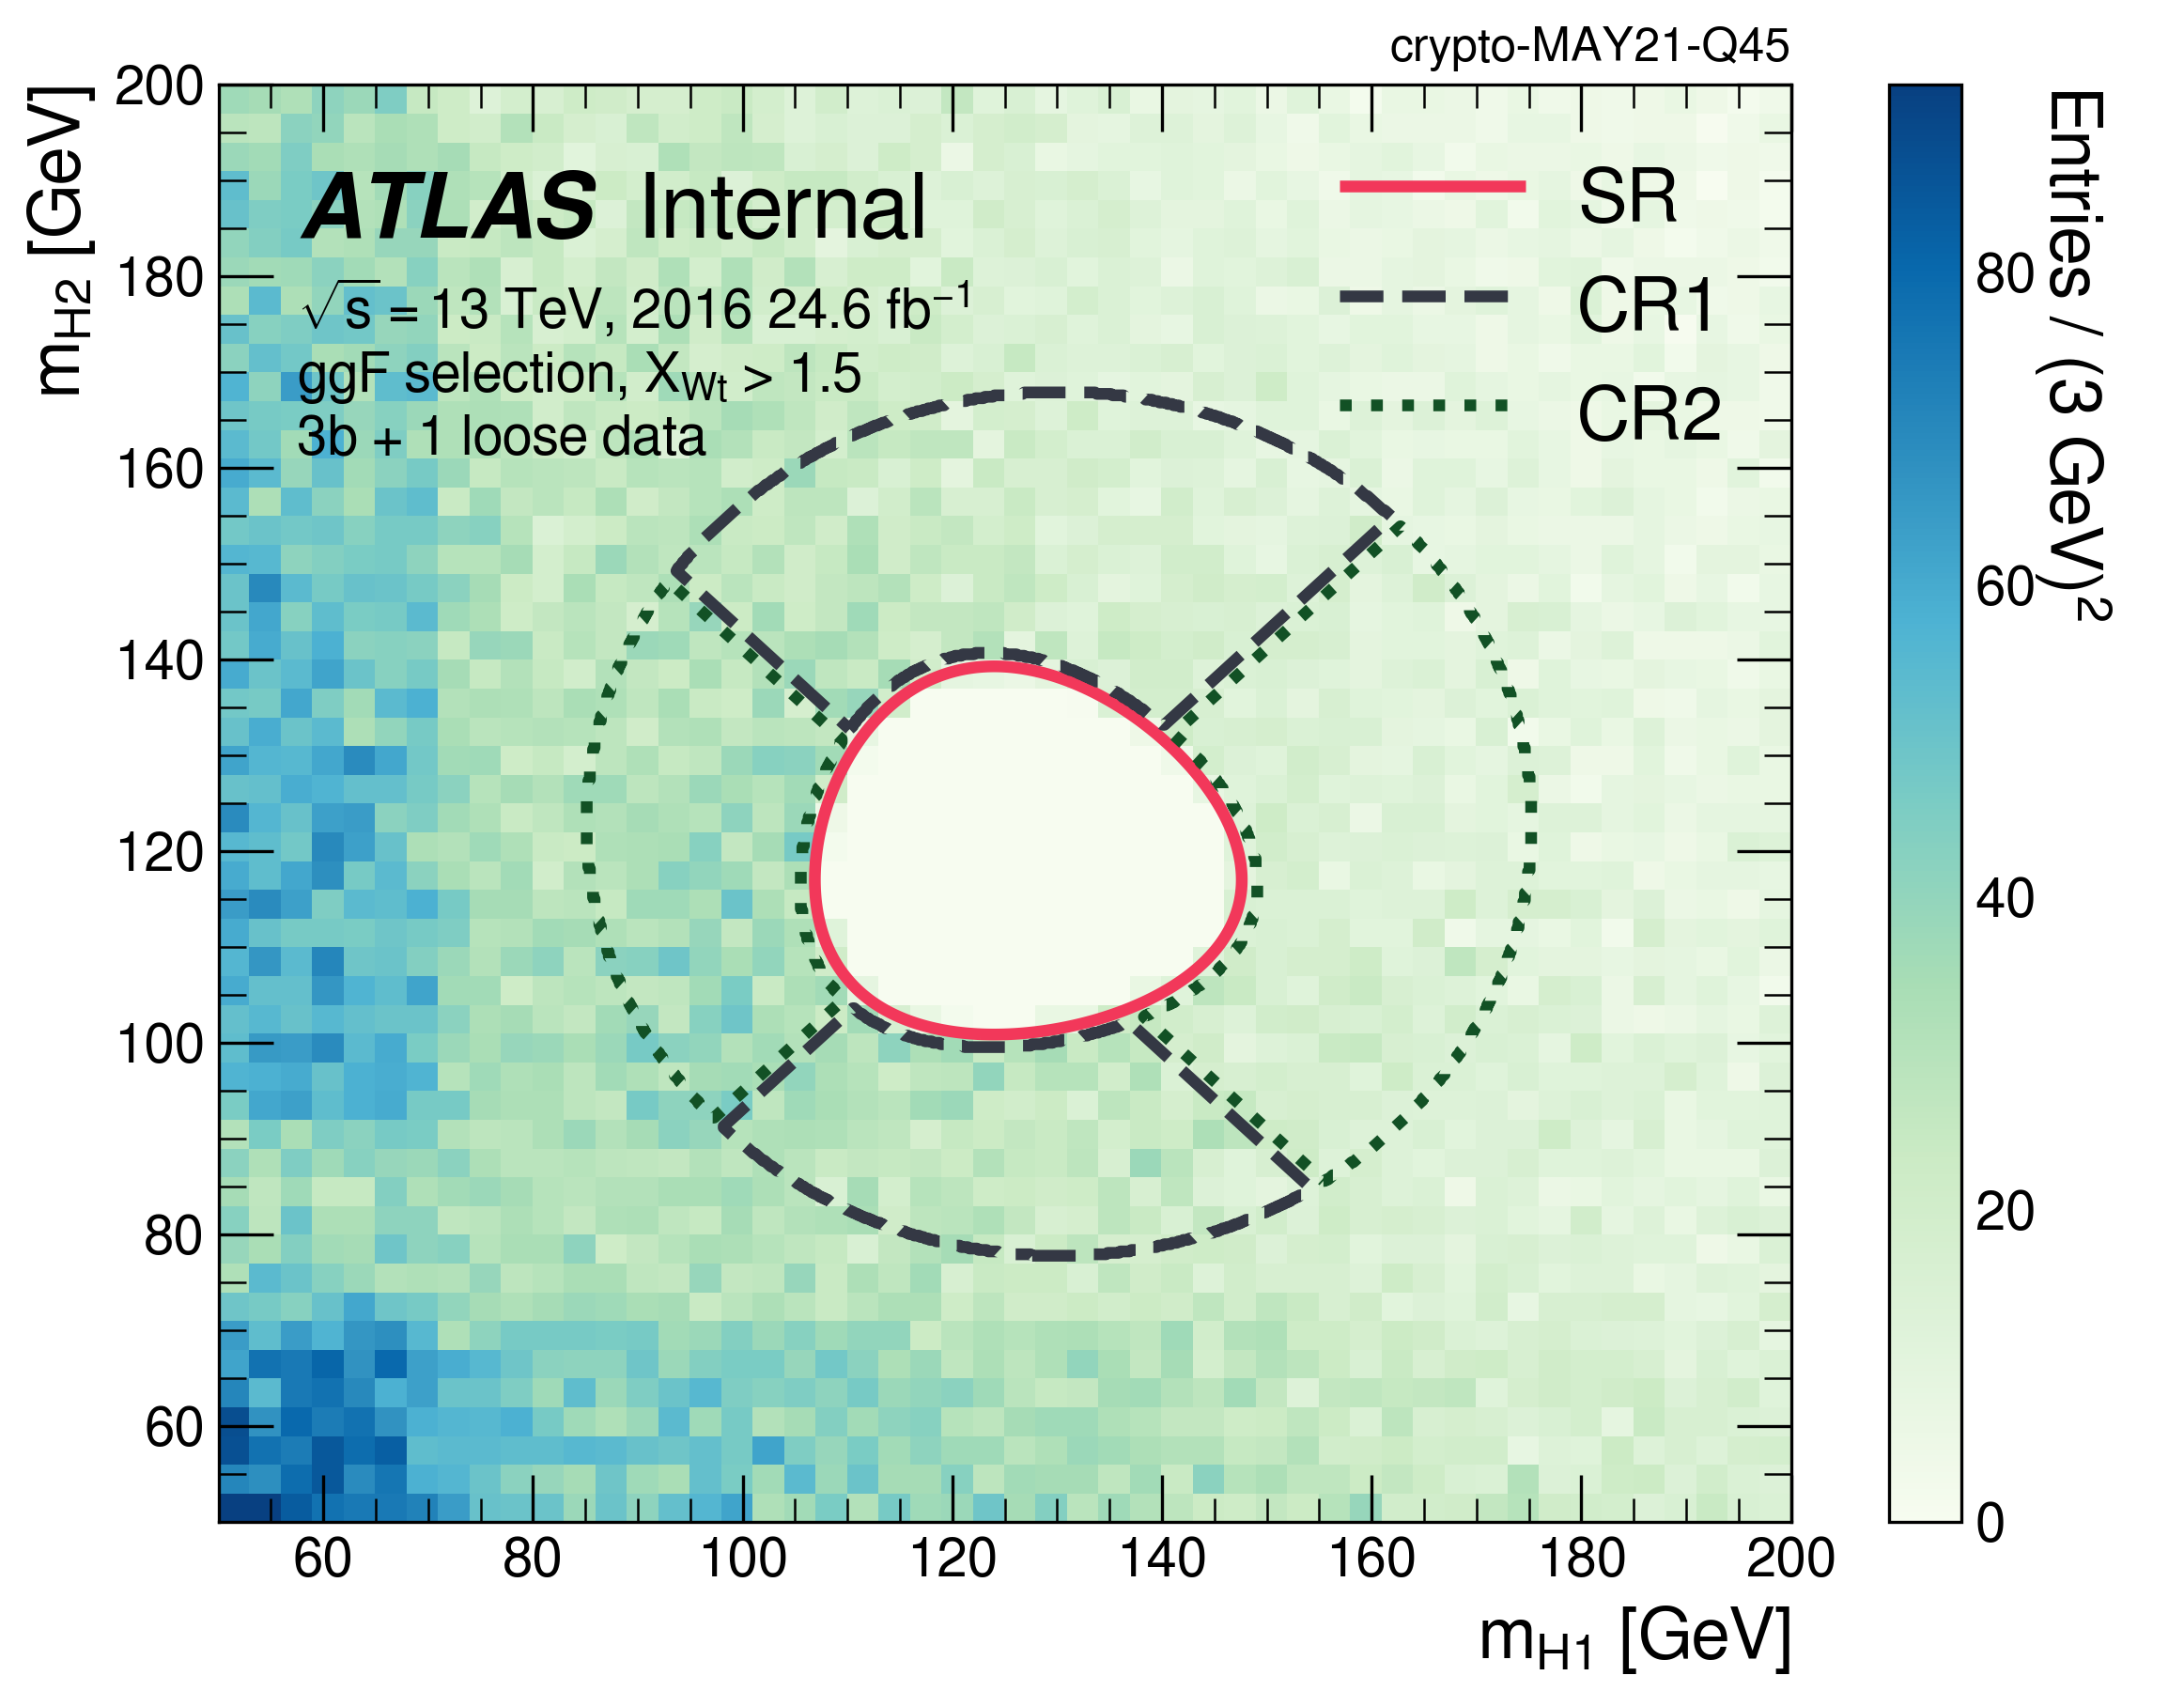 crypto-MAY21-Q45
ATLAS Internal
√s = 13 TeV, 2016 24.6 fb⁻¹
ggF selection, X_Wt > 1.5
3b + 1 loose data
SR
CR1
CR2
m_H2 [GeV]
200
180
160
140
120
100
80
60
60 80 100 120 140 160 180 200
m_H1 [GeV]
80
60
40
20
0
Entries / (3 GeV)²